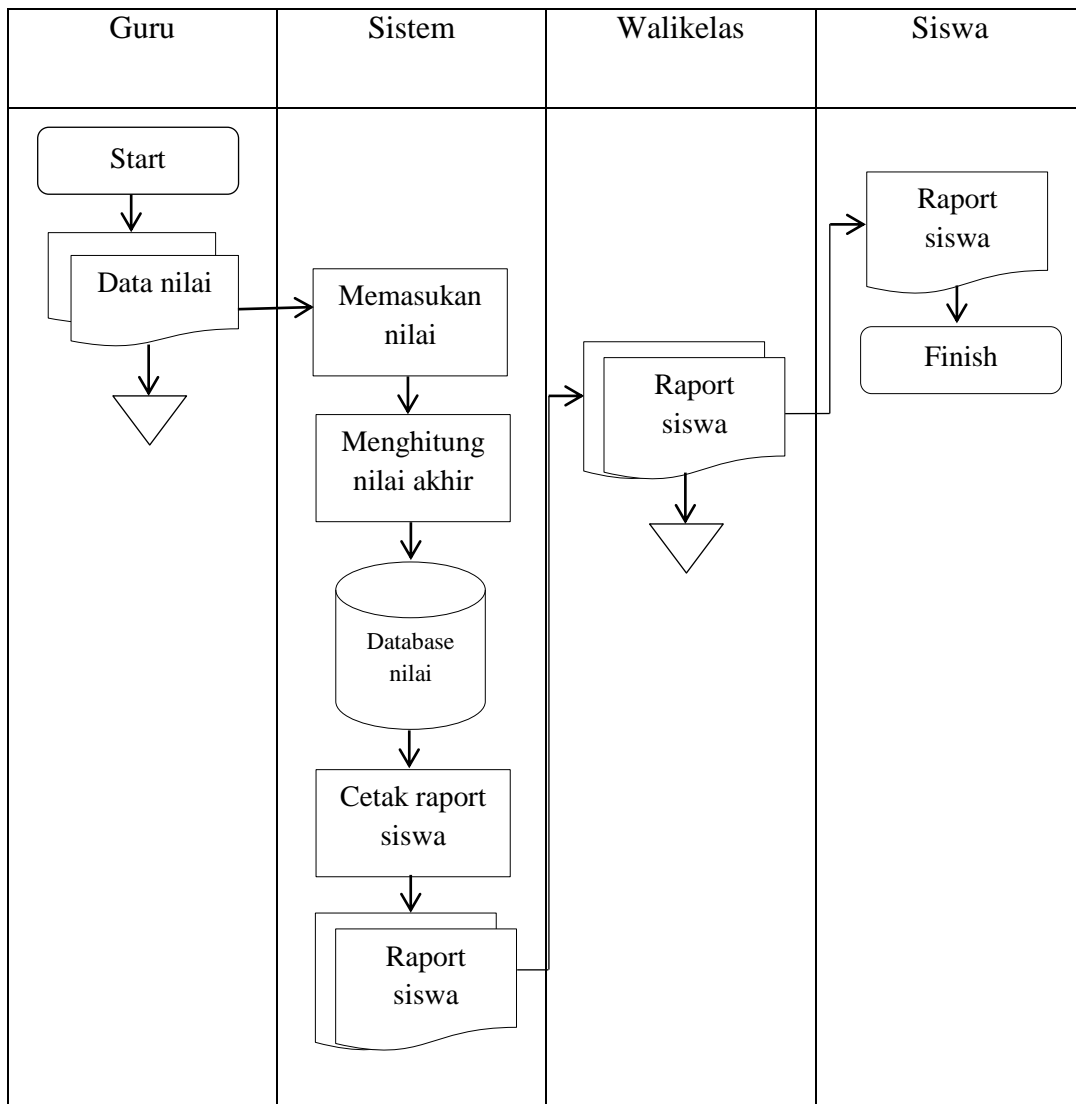 Guru
Sistem
Walikelas
Siswa
Start
Data nilai
Memasukan
nilai
Menghitung
nilai akhir
Database
nilai
Cetak raport
siswa
Raport
siswa
Raport
siswa
Raport
siswa
Finish